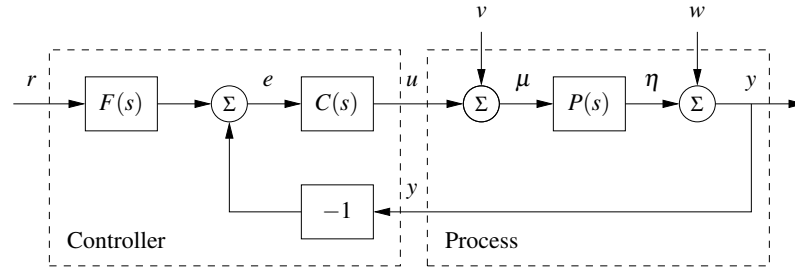 v w
r e u μ η y
F(s) Σ C(s) Σ P(s) Σ
y
−1
Controller Process